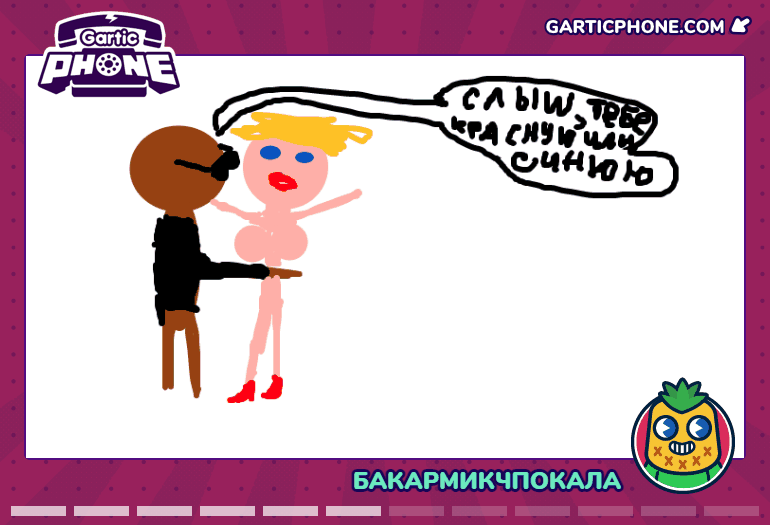 Gartic
PHONE
GARTICPHONE.COM
СЛЫШ, ТЕБЕ
КРАСНУЮ ИЛИ
СИНЮЮ
БАКАРМИКЧПОКАЛА